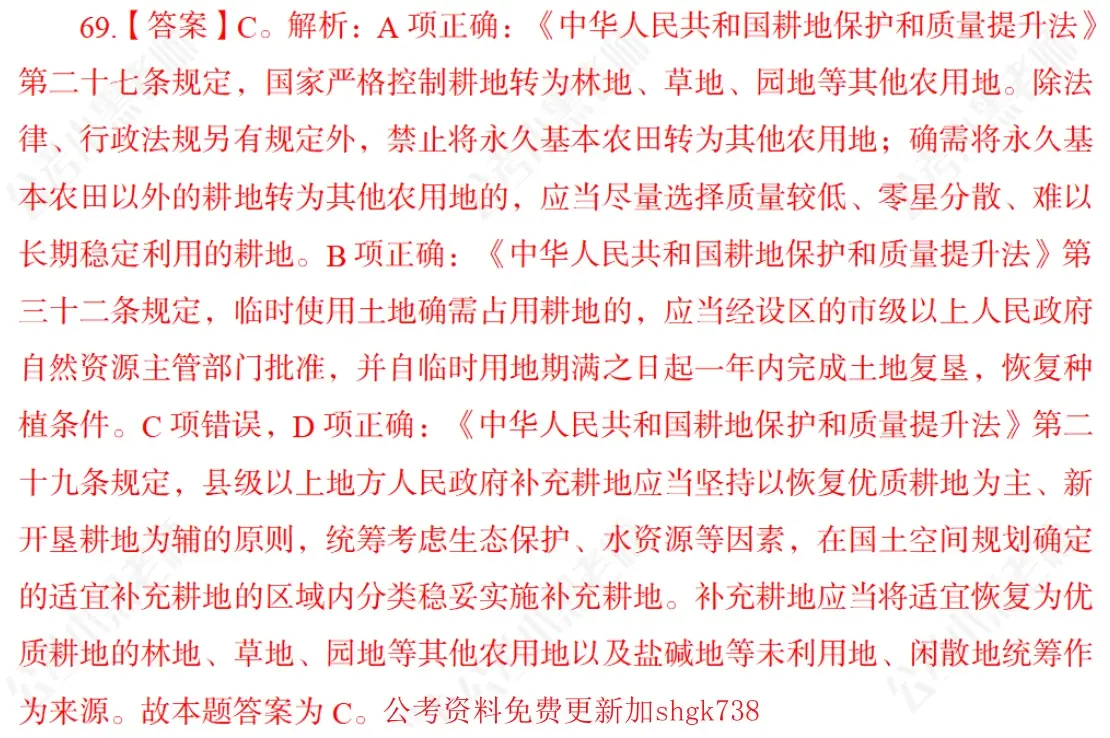 69.【答案】C。解析：A 项正确：《中华人民共和国耕地保护和质量提升法》
第二十七条规定，国家严格控制耕地转为林地、草地、园地等其他农用地。除法
律、行政法规另有规定外，禁止将永久基本农田转为其他农用地；确需将永久基
本农田以外的耕地转为其他农用地的，应当尽量选择质量较低、零星分散、难以
长期稳定利用的耕地。B 项正确：《中华人民共和国耕地保护和质量提升法》第
三十二条规定，临时使用土地确需占用耕地的，应当经设区的市级以上人民政府
自然资源主管部门批准，并自临时用地期满之日起一年内完成土地复垦，恢复种
植条件。C 项错误，D 项正确：《中华人民共和国耕地保护和质量提升法》第二
十九条规定，县级以上地方人民政府补充耕地应当坚持以恢复优质耕地为主、新
开垦耕地为辅的原则，统筹考虑生态保护、水资源等因素，在国土空间规划确定
的适宜补充耕地的区域内分类稳妥实施补充耕地。补充耕地应当将适宜恢复为优
质耕地的林地、草地、园地等其他农用地以及盐碱地等未利用地、闲散地统筹作
为来源。故本题答案为 C。公考资料免费更新加shgk738